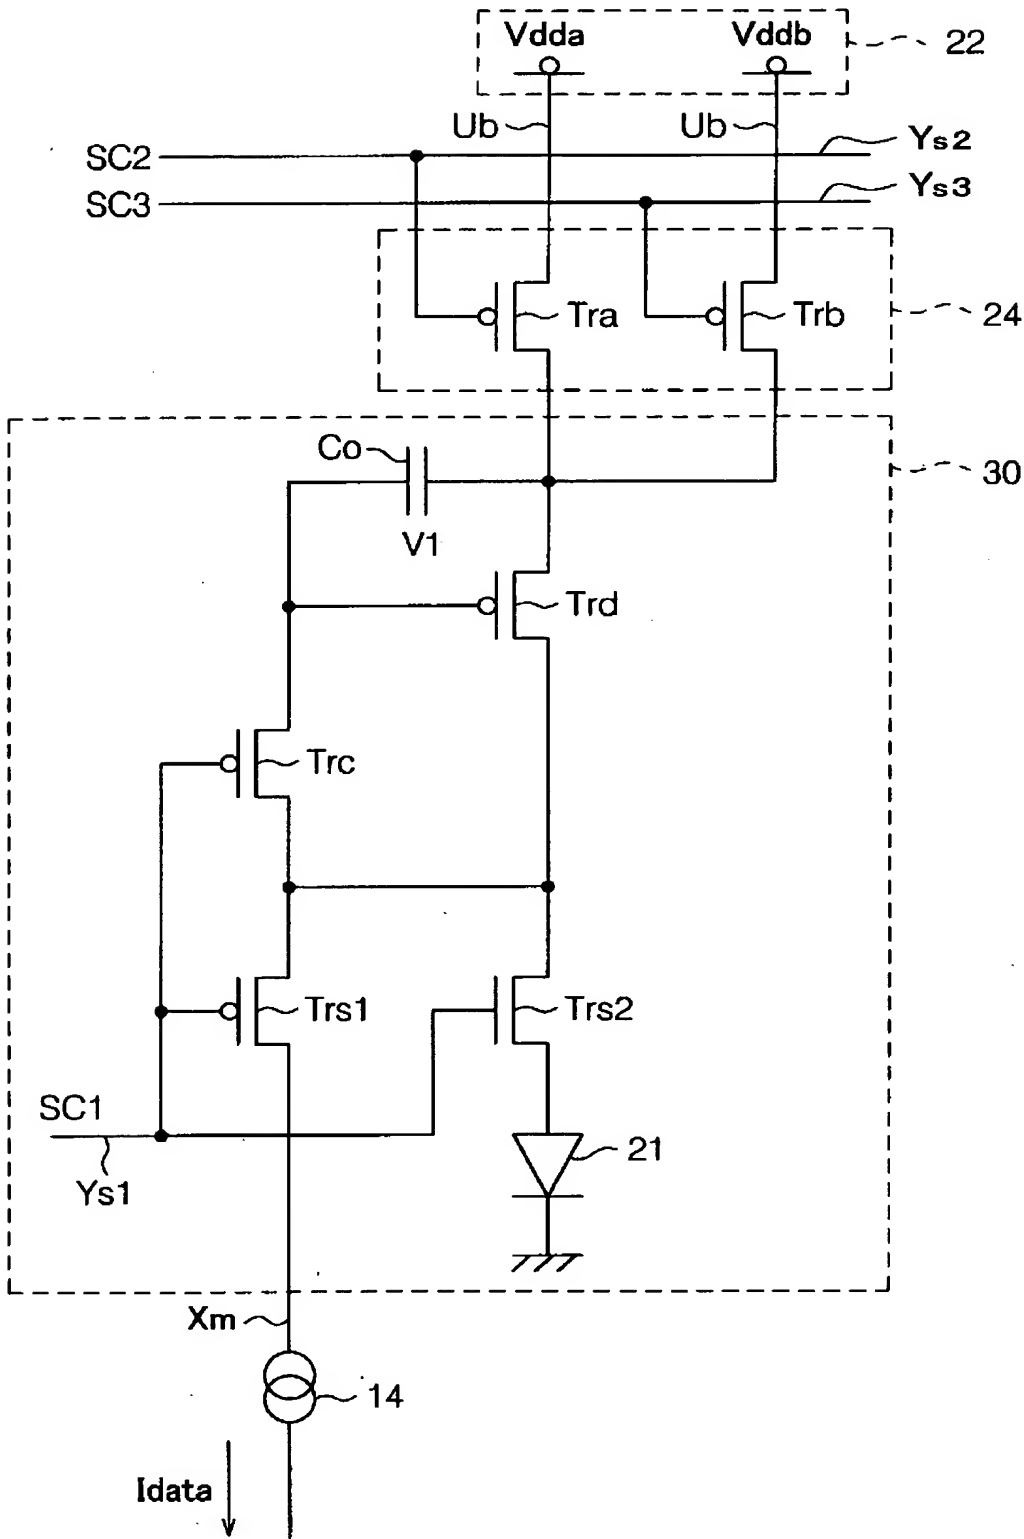 Vdda
Vddb
22
Ub
Ub
Ys2
SC2
Ys3
SC3
Tra
Trb
24
Co
30
V1
Trd
Trc
Trs1
Trs2
SC1
21
Ys1
Xm
14
Idata